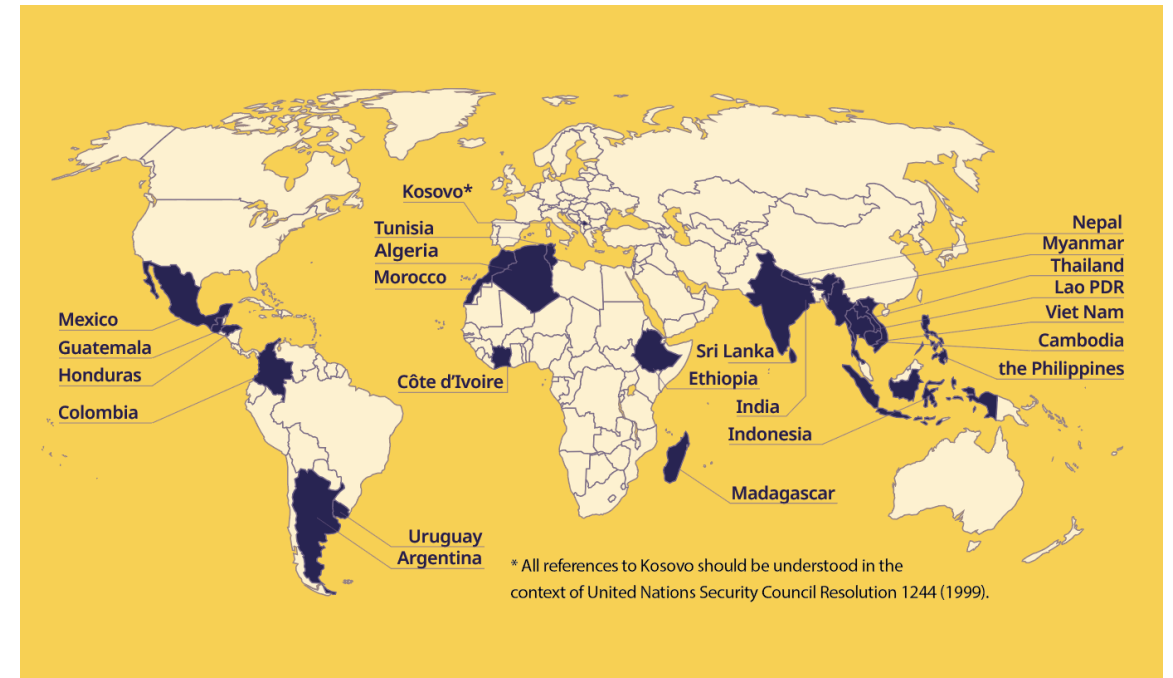 Kosovo*
Tunisia
Algeria
Morocco
Nepal
Myanmar
Thailand
Lao PDR
Viet Nam
Cambodia
the Philippines
Mexico
Guatemala
Honduras
Colombia
Côte d’Ivoire
Sri Lanka
Ethiopia
India
Indonesia
Madagascar
Uruguay
Argentina
* All references to Kosovo should be understood in the
context of United Nations Security Council Resolution 1244 (1999).